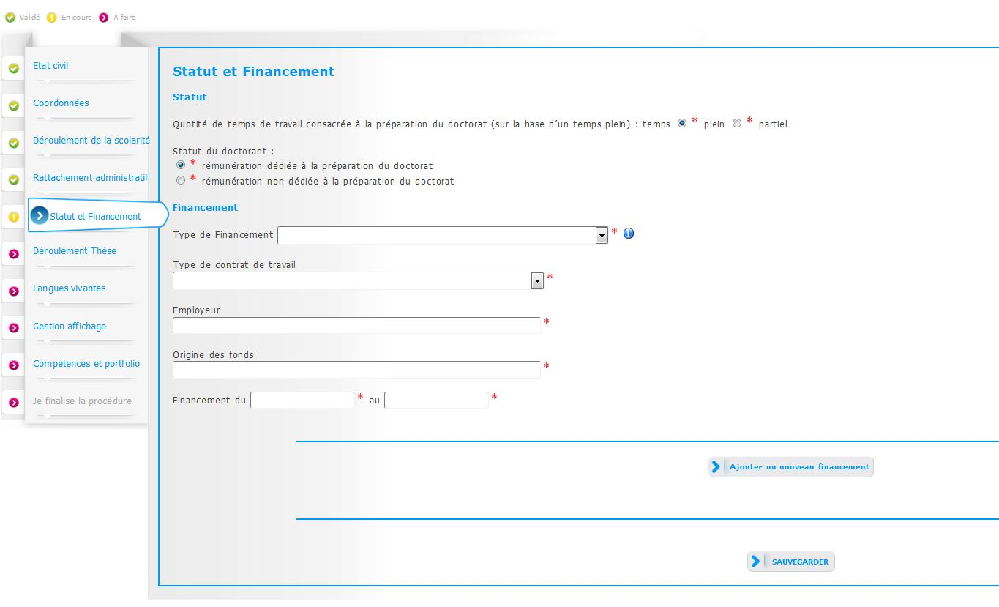 Validé En cours À faire
Etat civil
Coordonnées
Déroulement de la scolarité
Rattachement administratif
Statut et Financement
Déroulement Thèse
Langues vivantes
Gestion affichage
Compétences et portfolio
Je finalise la procédure
Statut et Financement
Statut
Quotité de temps de travail consacrée à la préparation du doctorat (sur la base d'un temps plein) : temps * plein * partiel
Statut du doctorant :
* rémunération dédiée à la préparation du doctorat
* rémunération non dédiée à la préparation du doctorat
Financement
Type de Financement *
Type de contrat de travail
*
Employeur
*
Origine des fonds
*
Financement du * au *
Ajouter un nouveau financement
SAUVEGARDER